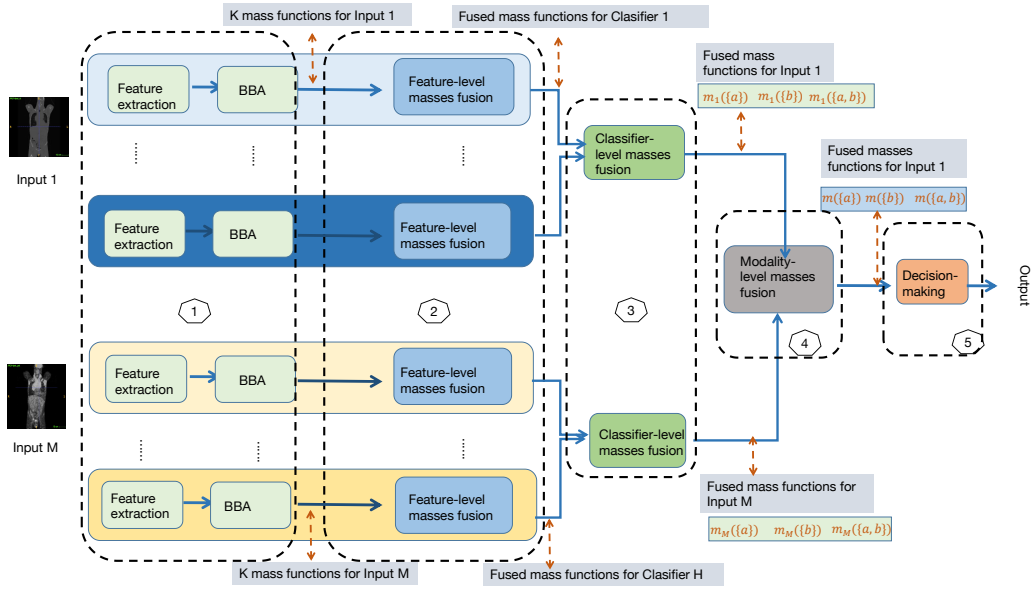 K mass functions for Input 1
Fused mass functions for Clasifier 1
Fused mass
functions for Input 1
m₁({a}) m₁({b}) m₁({a, b})
Feature
extraction
BBA
Feature-level
masses fusion
Input 1
Classifier-
level masses
fusion
Fused masses
functions for Input 1
m({a}) m({b}) m({a, b})
Feature
extraction
BBA
Feature-level
masses fusion
Modality-
level masses
fusion
Decision-
making
Output
1
2
3
4
5
Feature
extraction
BBA
Feature-level
masses fusion
Input M
Classifier-level
masses fusion
Feature
extraction
BBA
Feature-level
masses fusion
Fused mass functions for
Input M
m_M({a}) m_M({b}) m_M({a, b})
K mass functions for Input M
Fused mass functions for Clasifier H